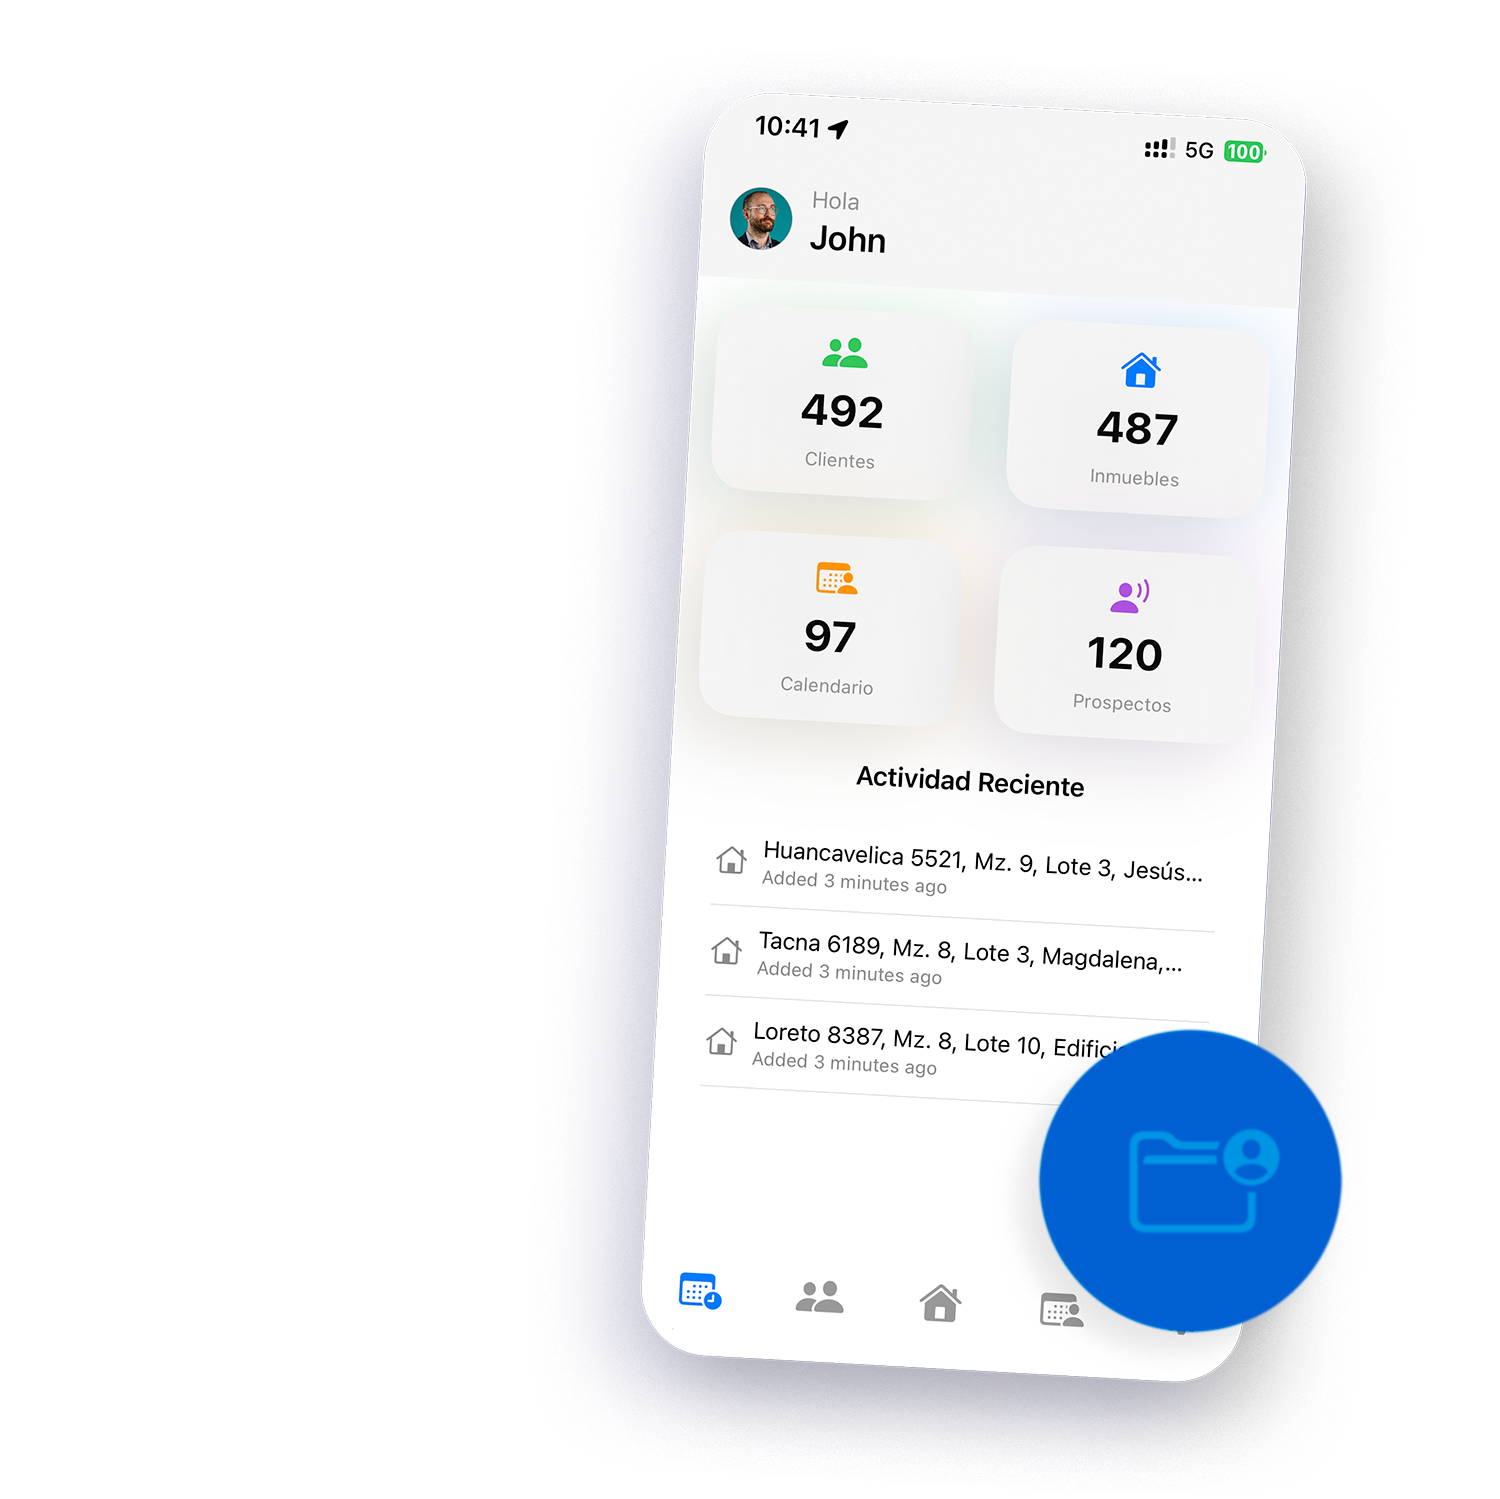 10:41
5G 100
Hola
John
492
Clientes
487
Inmuebles
97
Calendario
120
Prospectos
Actividad Reciente
Huancavelica 5521, Mz. 9, Lote 3, Jesús...
Added 3 minutes ago
Tacna 6189, Mz. 8, Lote 3, Magdalena,...
Added 3 minutes ago
Loreto 8387, Mz. 8, Lote 10,
Added 3 minutes ago